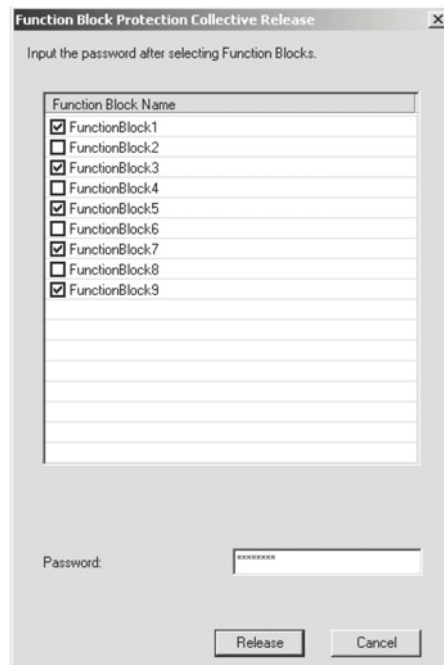 Function Block Protection Collective Release
Input the password after selecting Function Blocks.
Function Block Name
FunctionBlock1
FunctionBlock2
FunctionBlock3
FunctionBlock4
FunctionBlock5
FunctionBlock6
FunctionBlock7
FunctionBlock8
FunctionBlock9
Password: ********
Release Cancel